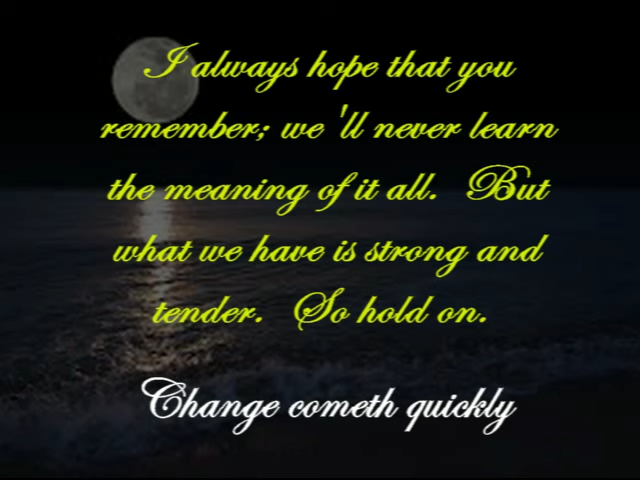 I always hope that you
remember; we'll never learn
the meaning of it all. But
what we have is strong and
tender. So hold on.
Change cometh quickly